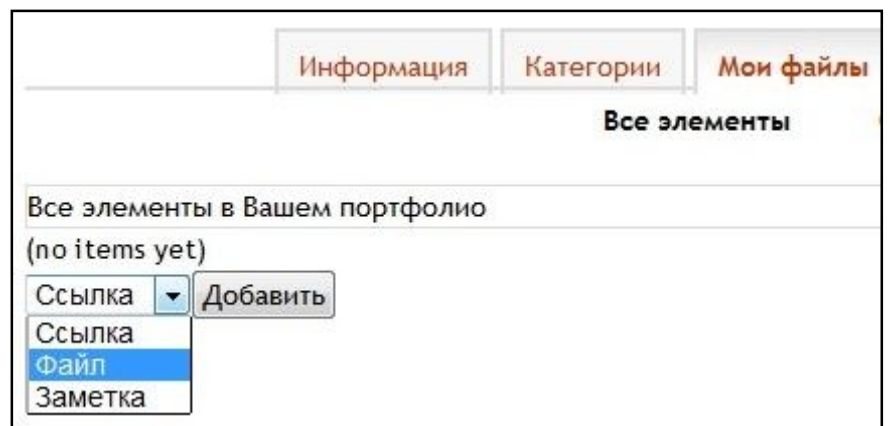 Информация Категории Мои файлы
Все элементы
Все элементы в Вашем портфолио
(no items yet)
Ссылка Добавить
Ссылка
Файл
Заметка